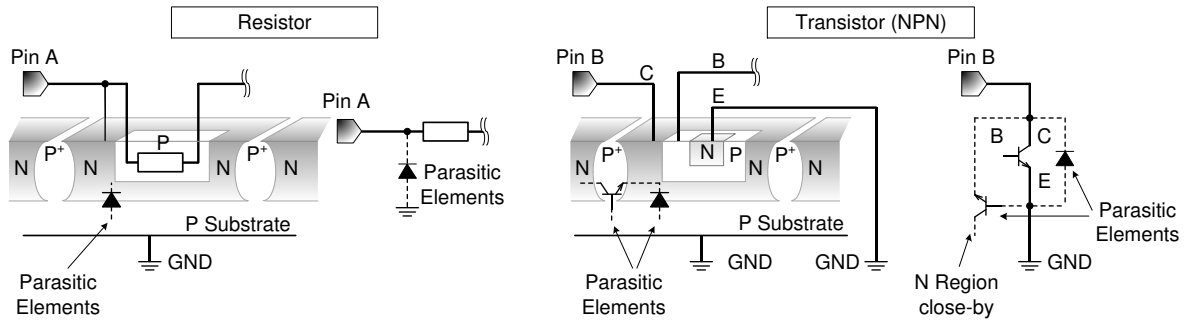 Resistor
Transistor (NPN)
Pin A
Pin B
C
B
E
Pin B
Pin A
N
P+
N
P
N
P+
N
Parasitic
Elements
P Substrate
GND
Parasitic
Elements
N
P+
N
N
P
N
P+
N
P Substrate
GND
GND
Parasitic
Elements
B
C
E
Parasitic
Elements
GND
N Region
close-by